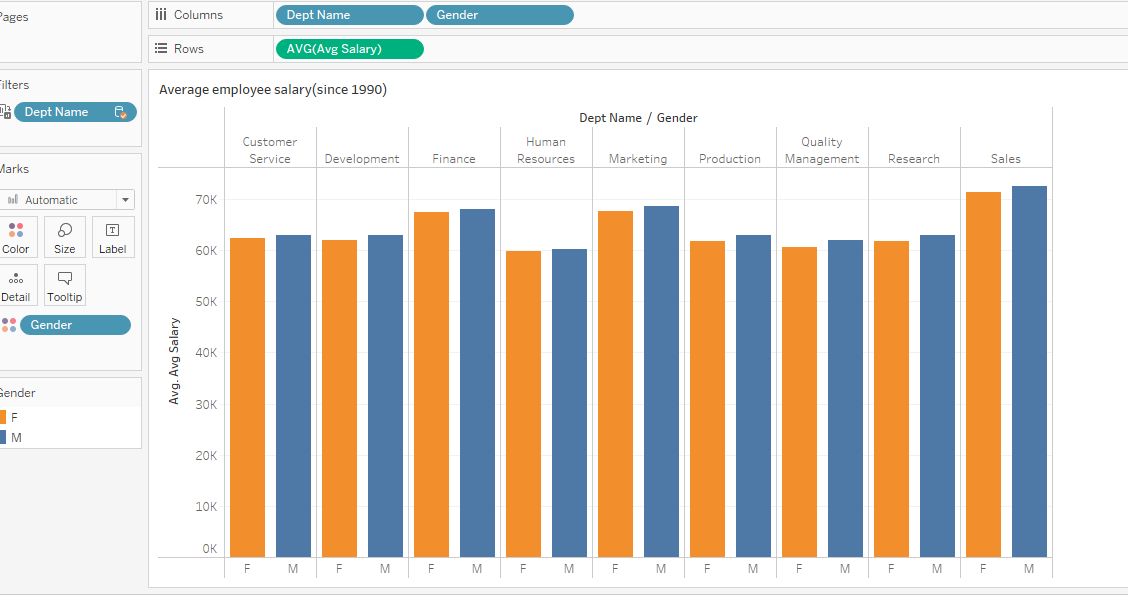 ages
Columns
Dept Name
Gender
Rows
AVG(Avg Salary)
ilters
Dept Name
Marks
Automatic
Color
Size
Label
Detail
Tooltip
Gender
Gender
F
M
Average employee salary(since 1990)
Dept Name / Gender
Customer Service
Development
Finance
Human Resources
Marketing
Production
Quality Management
Research
Sales
Avg. Avg Salary
70K
60K
50K
40K
30K
20K
10K
0K
F M F M F M F M F M F M F M F M F M